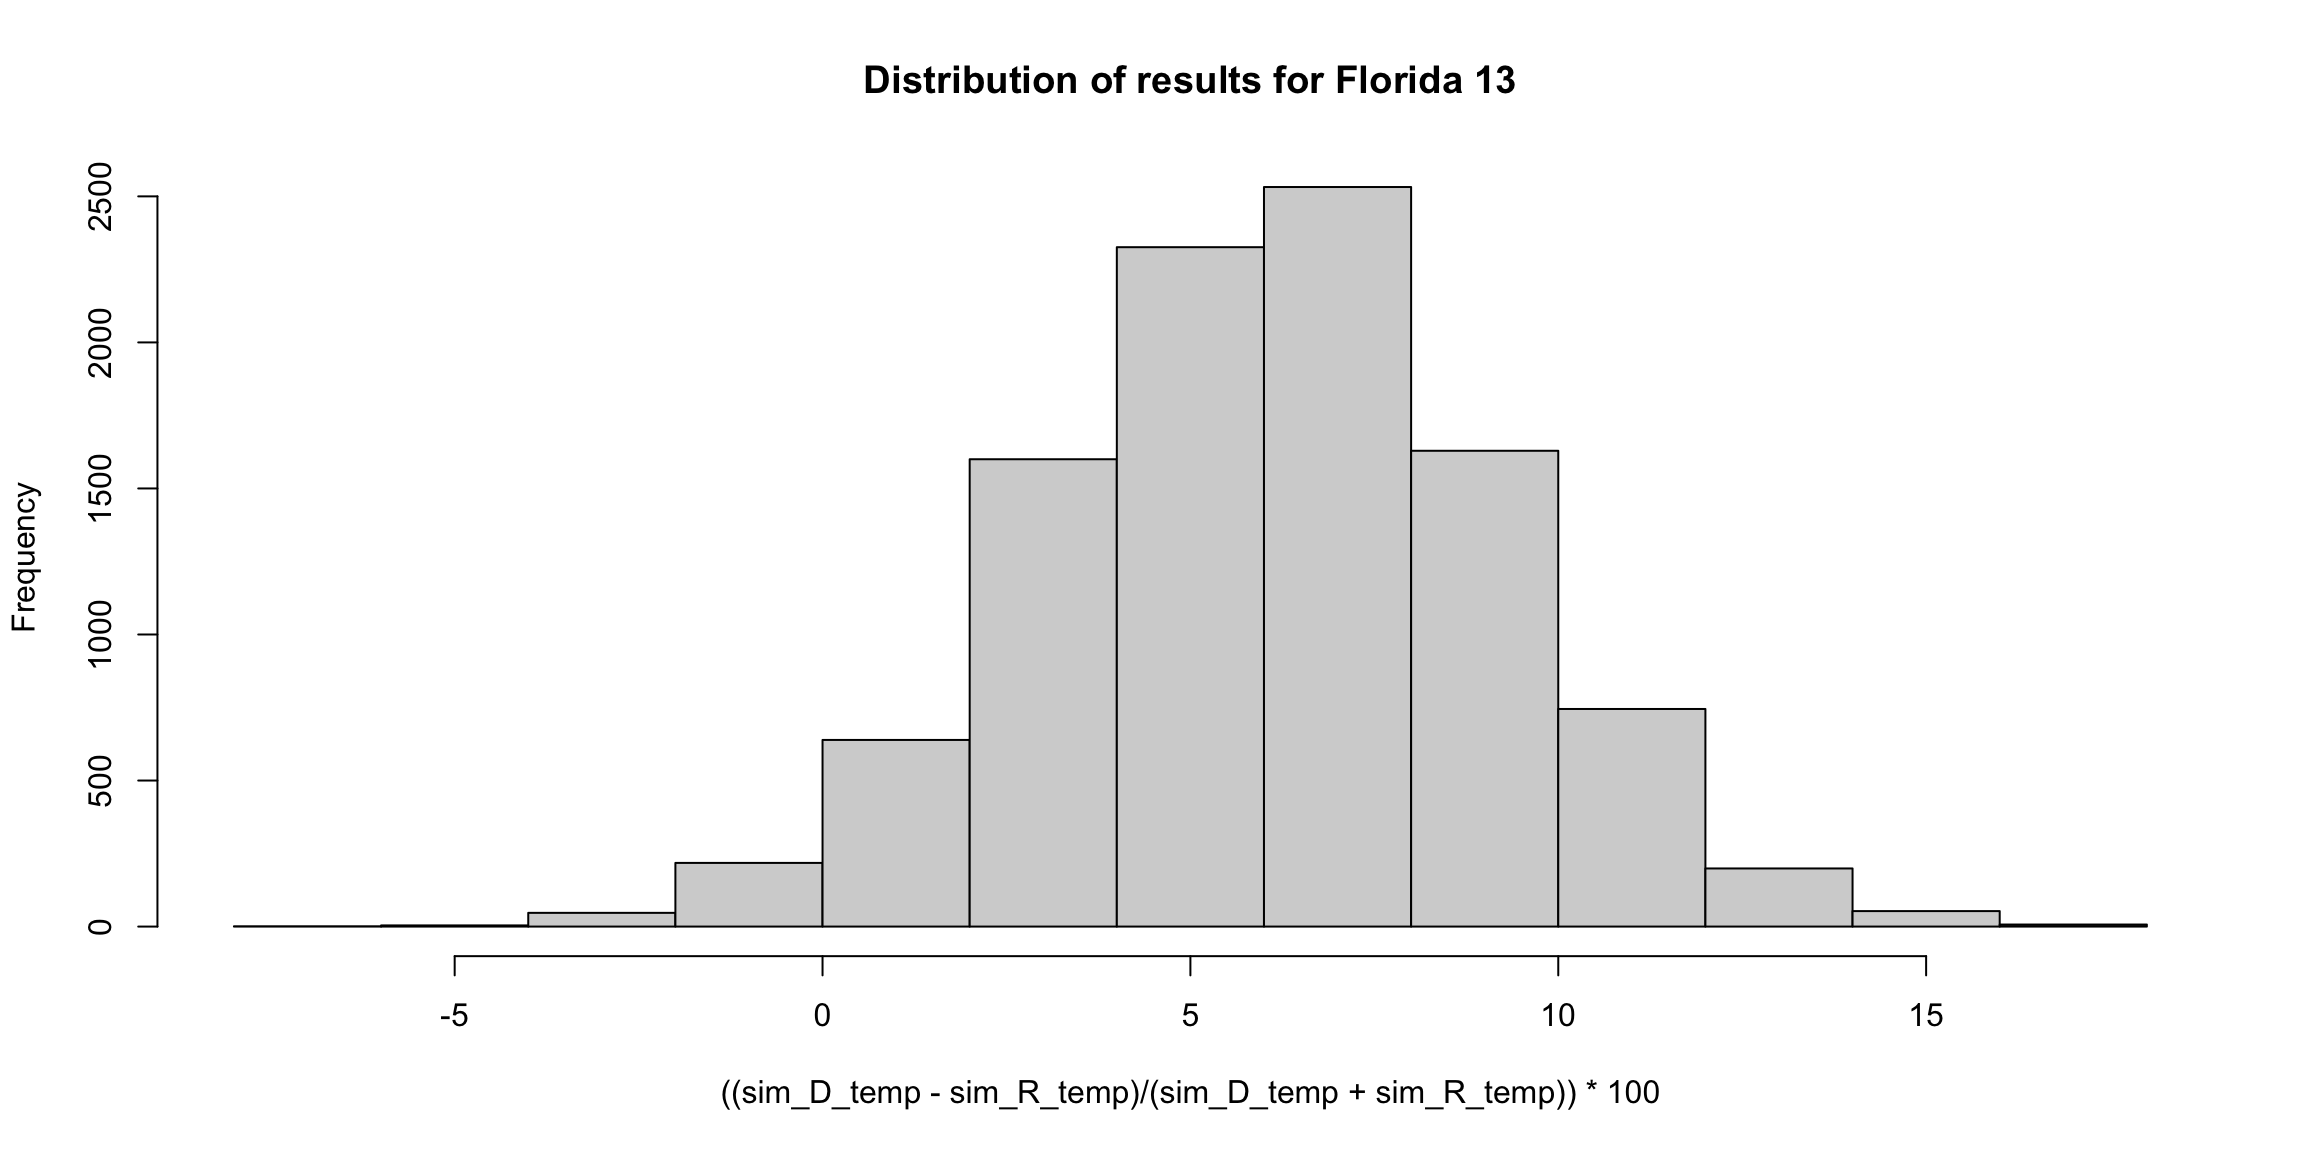 Distribution of results for Florida 13
2500
2000
1500
1000
500
0
Frequency
-5 0 5 10 15
((sim_D_temp - sim_R_temp)/(sim_D_temp + sim_R_temp)) * 100